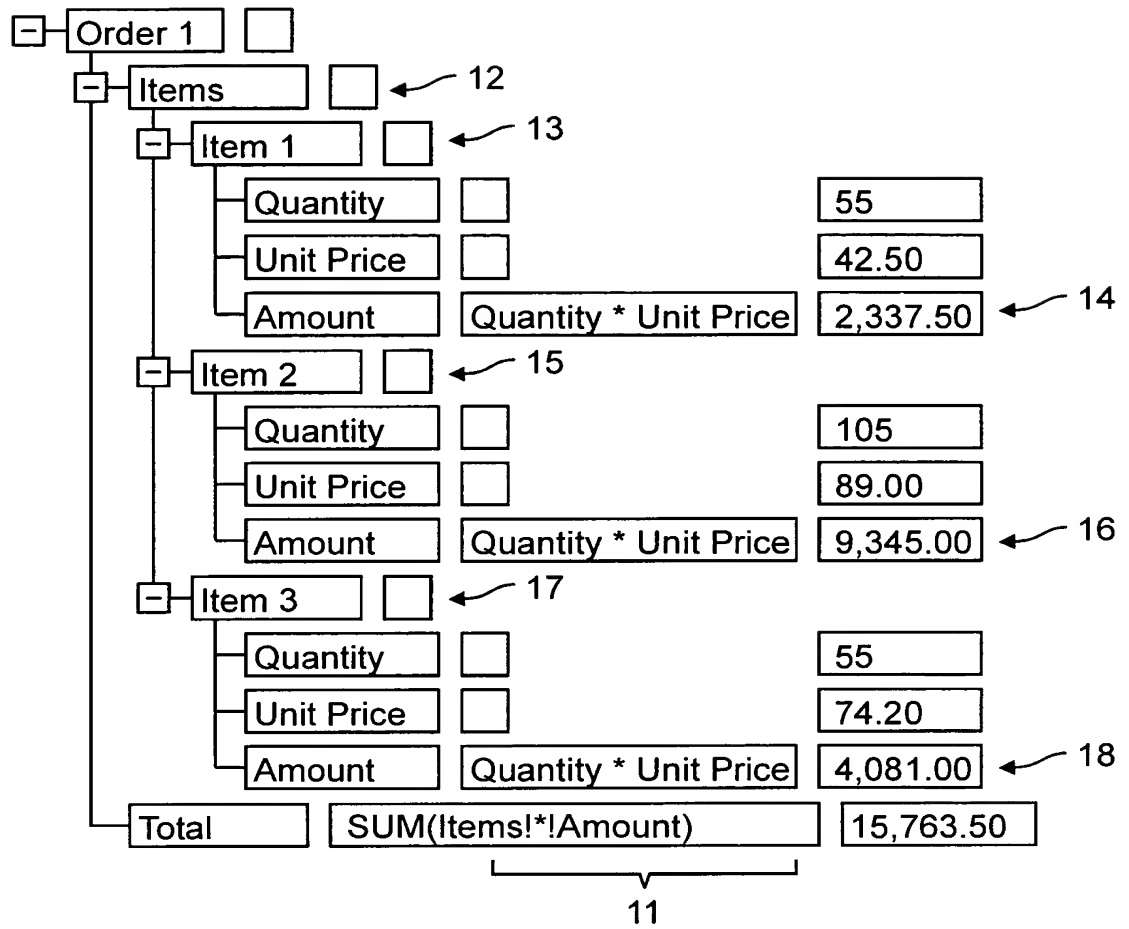 Order 1
Items 12
Item 1 13
Quantity 55
Unit Price 42.50
Amount Quantity * Unit Price 2,337.50 14
Item 2 15
Quantity 105
Unit Price 89.00
Amount Quantity * Unit Price 9,345.00 16
Item 3 17
Quantity 55
Unit Price 74.20
Amount Quantity * Unit Price 4,081.00 18
Total SUM(Items!*!Amount) 15,763.50
11